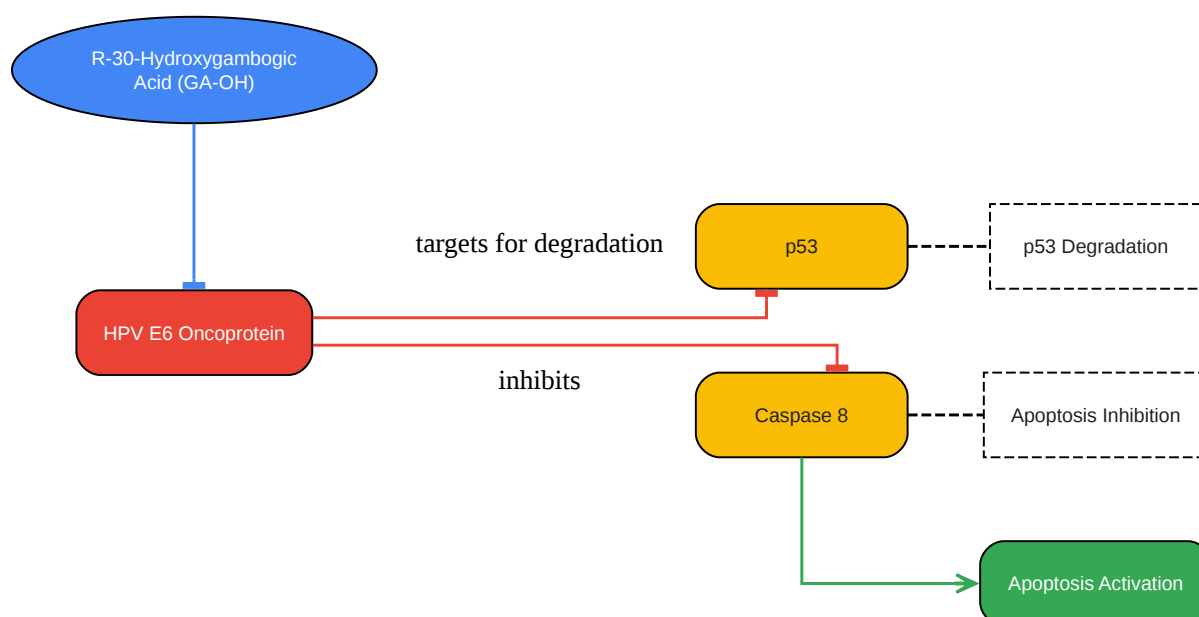 R-30-Hydroxygambogic
Acid (GA-OH)
targets for degradation
p53
p53 Degradation
HPV E6 Oncoprotein
inhibits
Caspase 8
Apoptosis Inhibition
Apoptosis Activation